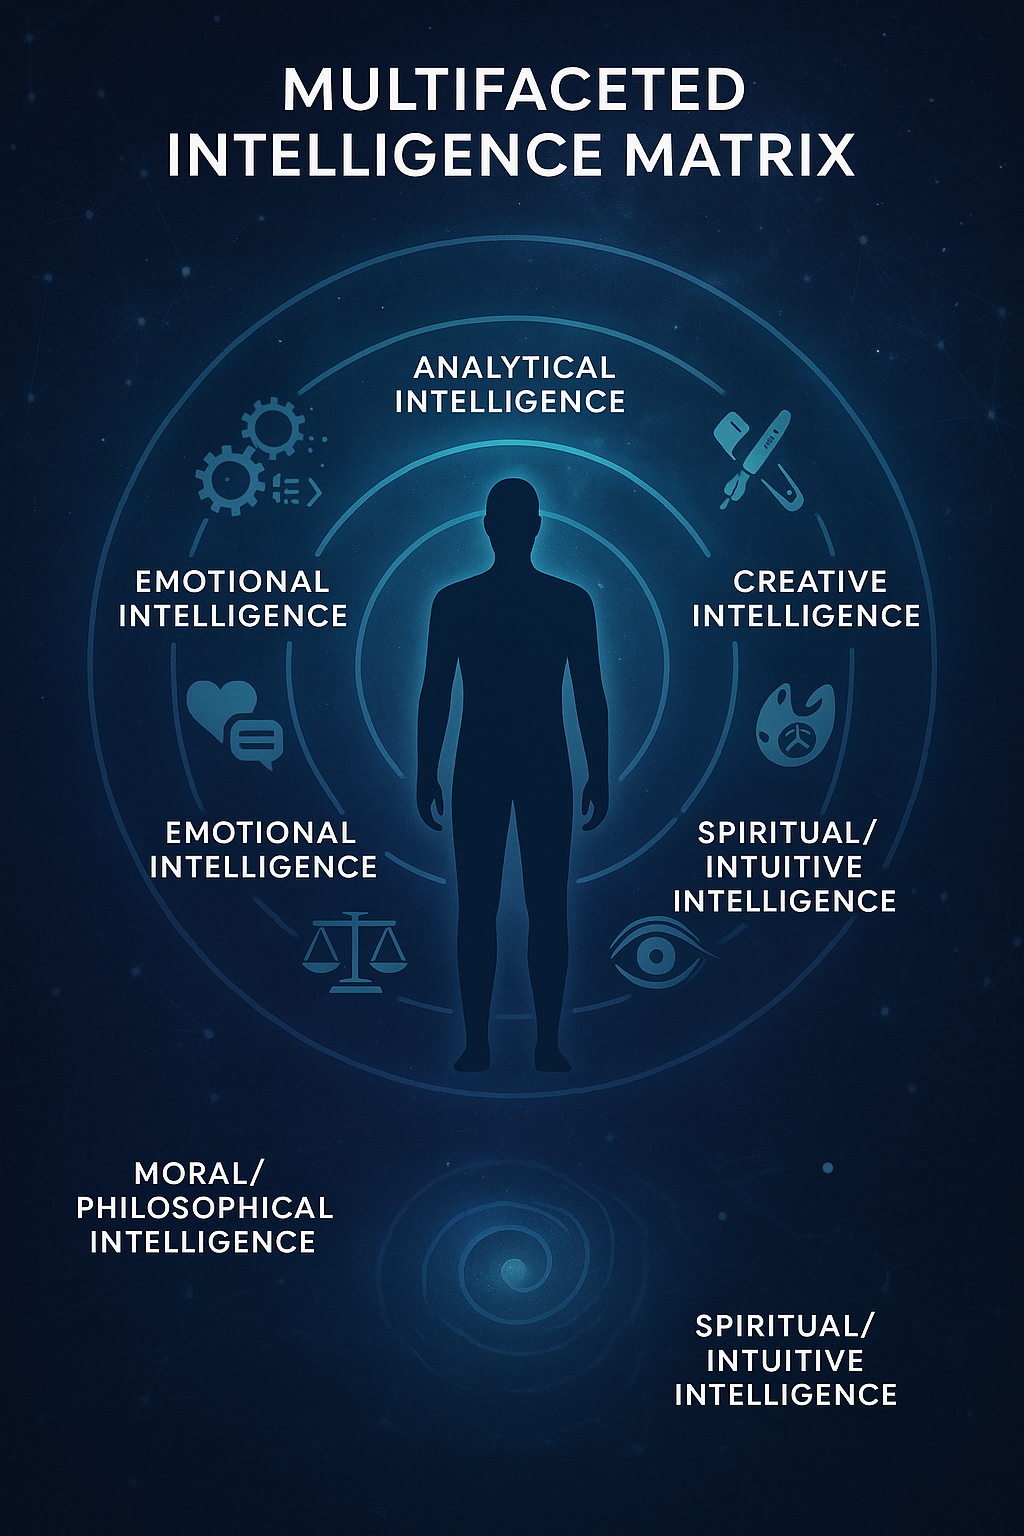 MULTIFACETED
INTELLIGENCE MATRIX
ANALYTICAL
INTELLIGENCE
EMOTIONAL
INTELLIGENCE
CREATIVE
INTELLIGENCE
EMOTIONAL
INTELLIGENCE
SPIRITUAL/
INTUITIVE
INTELLIGENCE
MORAL/
PHILOSOPHICAL
INTELLIGENCE
SPIRITUAL/
INTUITIVE
INTELLIGENCE